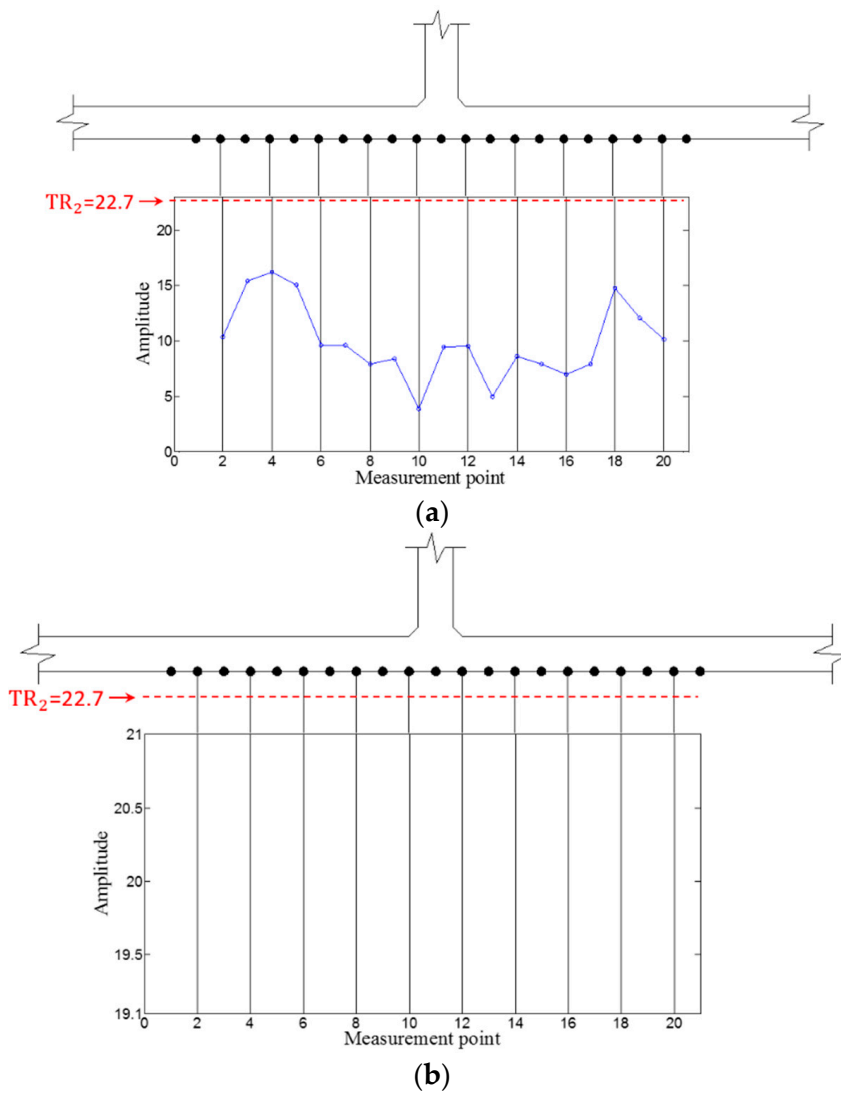 TR₂=22.7
20
15
10
5
0
Amplitude
0 2 4 6 8 10 12 14 16 18 20
Measurement point
(a)
TR₂=22.7
21
20.5
20
19.5
19.1
Amplitude
0 2 4 6 8 10 12 14 16 18 20
Measurement point
(b)